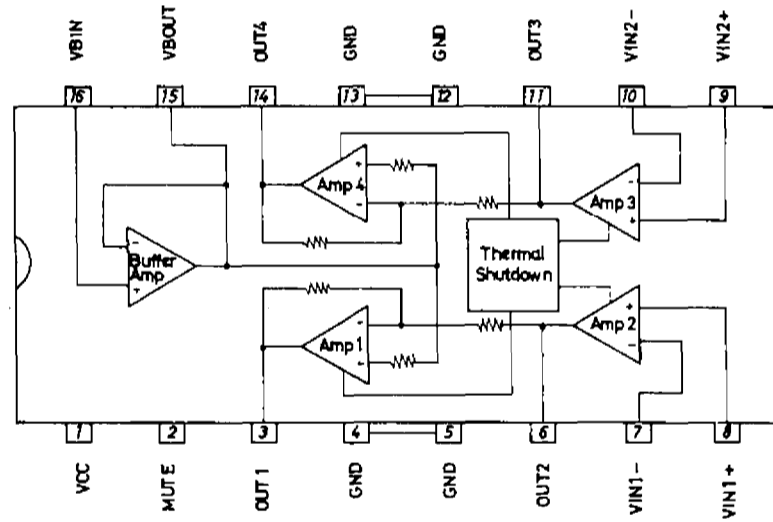 VBIN
VBOUT
OUT4
GND
GND
OUT3
VIN2-
VIN2+
16
15
14
13
12
11
10
9
+
Amp 4
-
-
Amp 3
+
Thermal
Shutdown
-
Buffer
Amp
+
-
Amp 1
-
+
Amp 2
-
1
2
3
4
5
6
7
8
VCC
MUTE
OUT1
GND
GND
OUT2
VIN1-
VIN1+